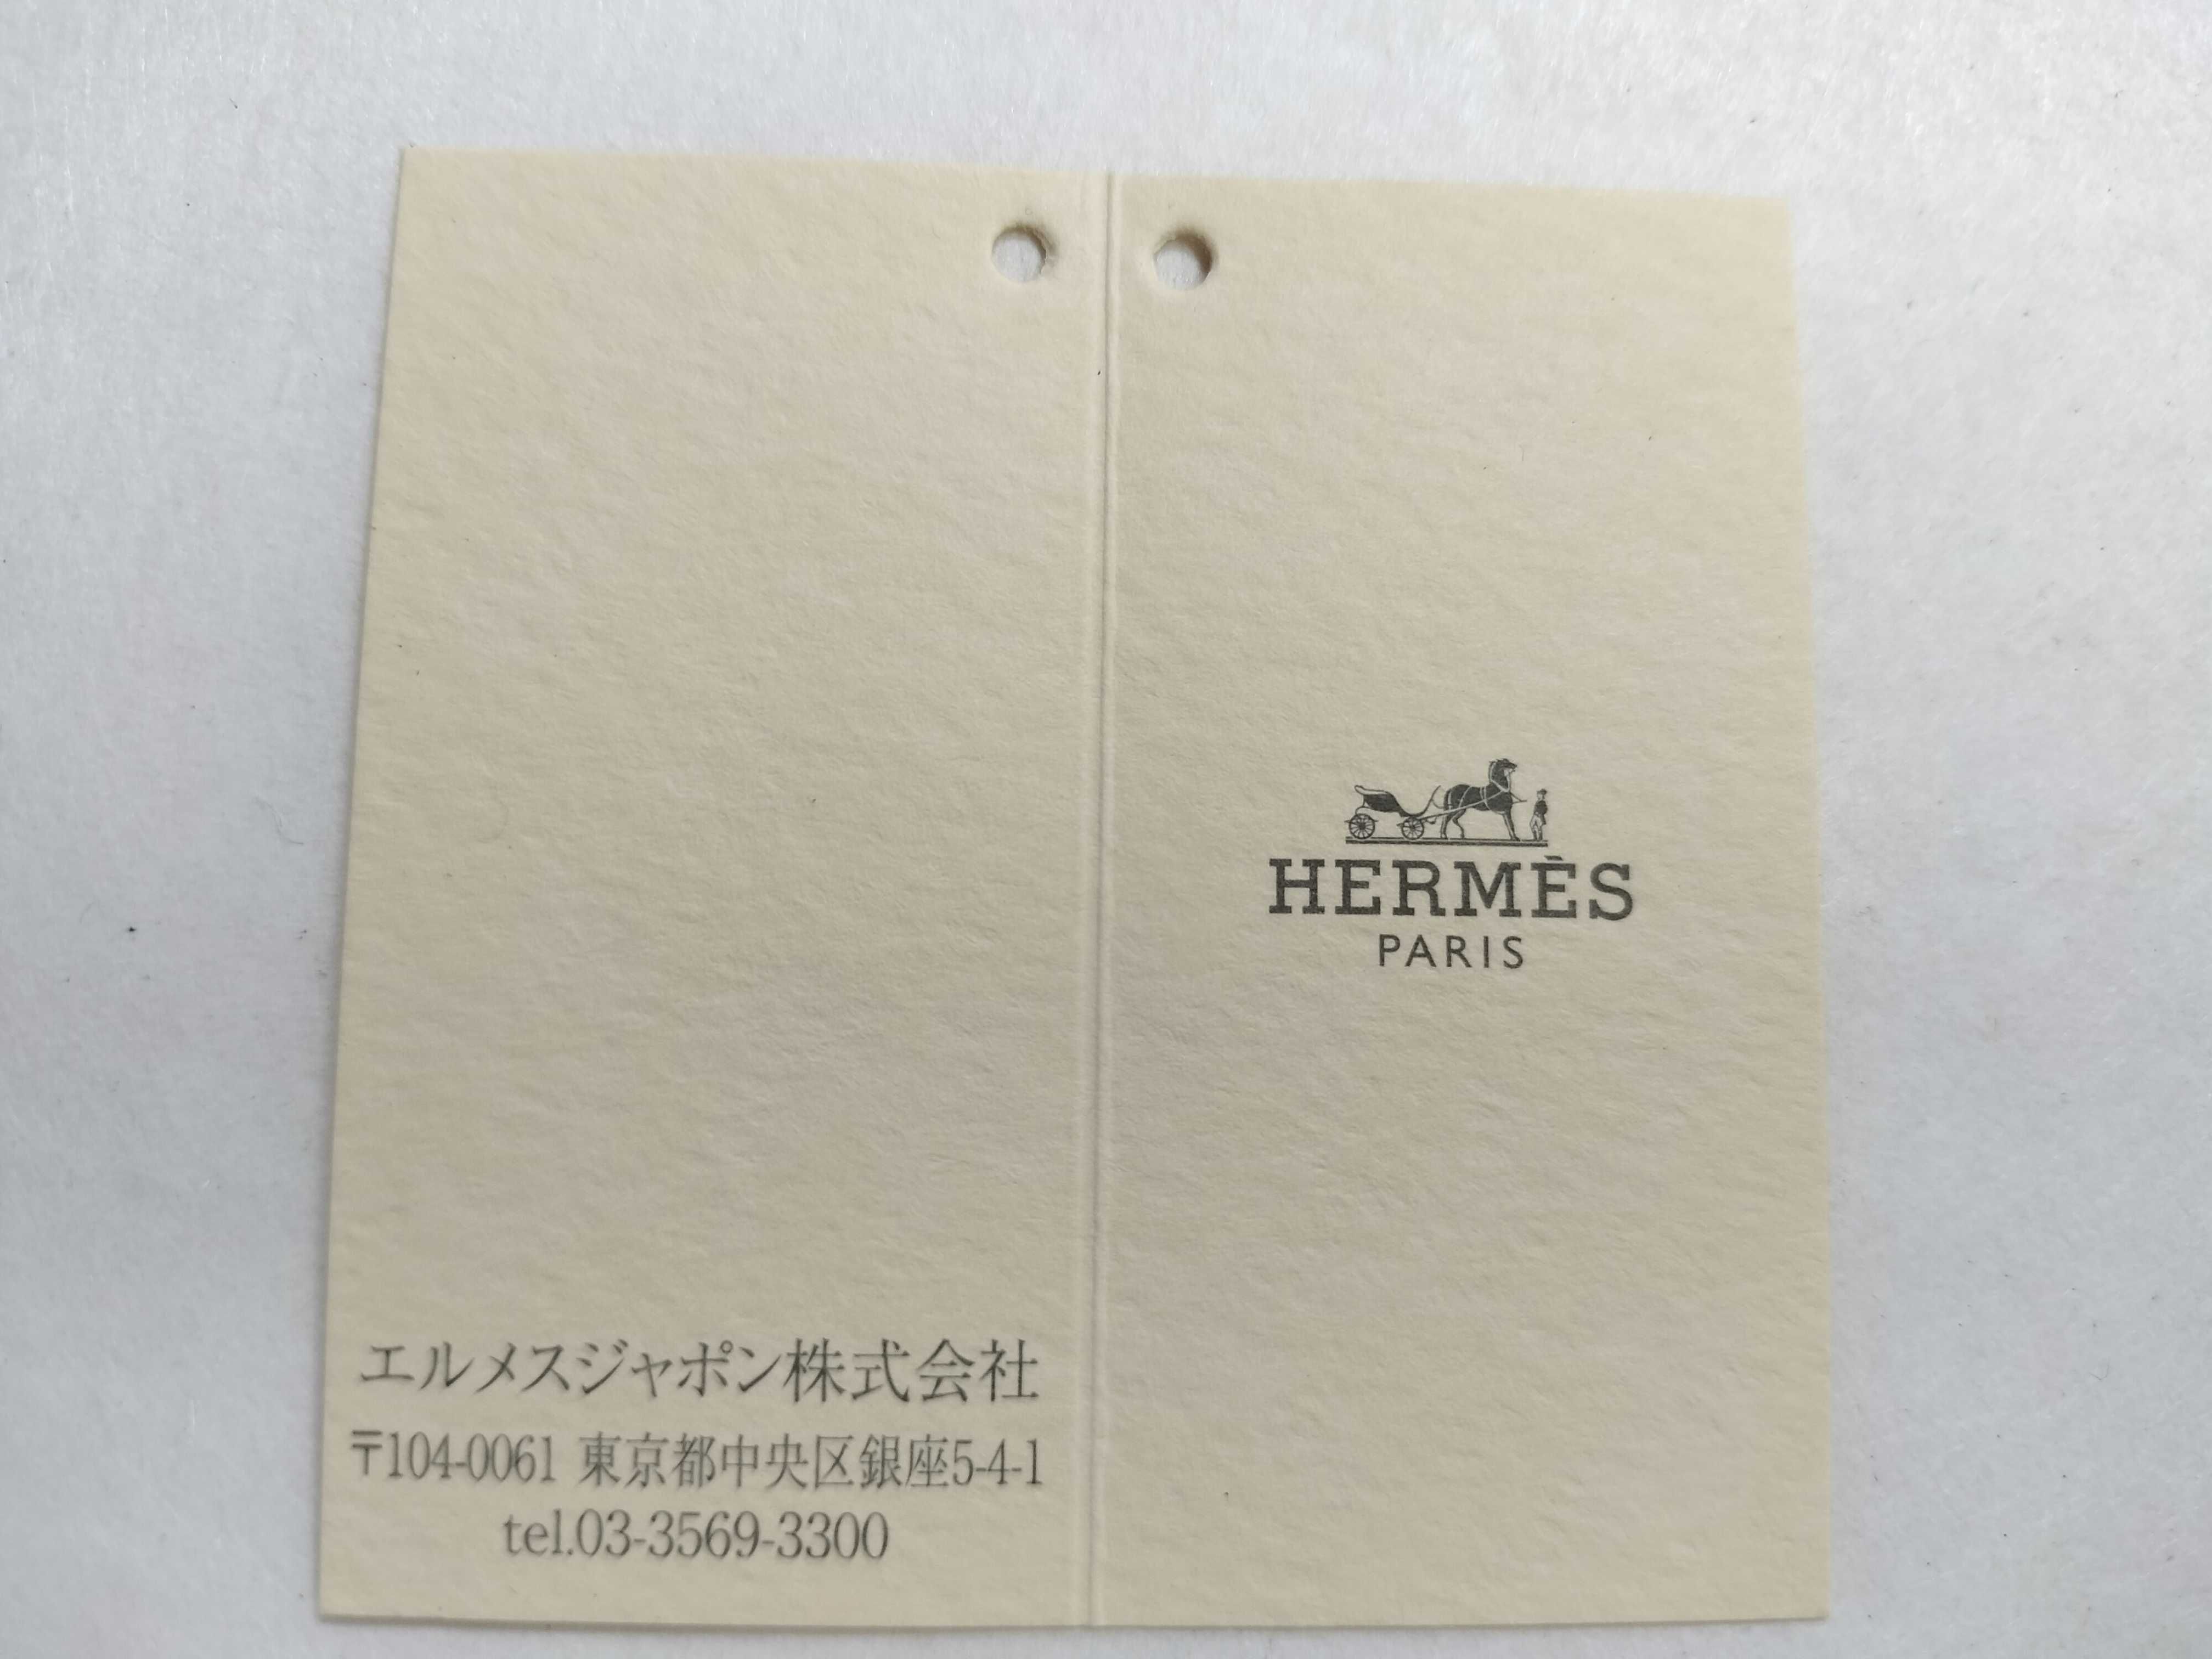 HERMÈS
PARIS
エルメスジャポン株式会社
〒104-0061 東京都中央区銀座5-4-1
tel.03-3569-3300